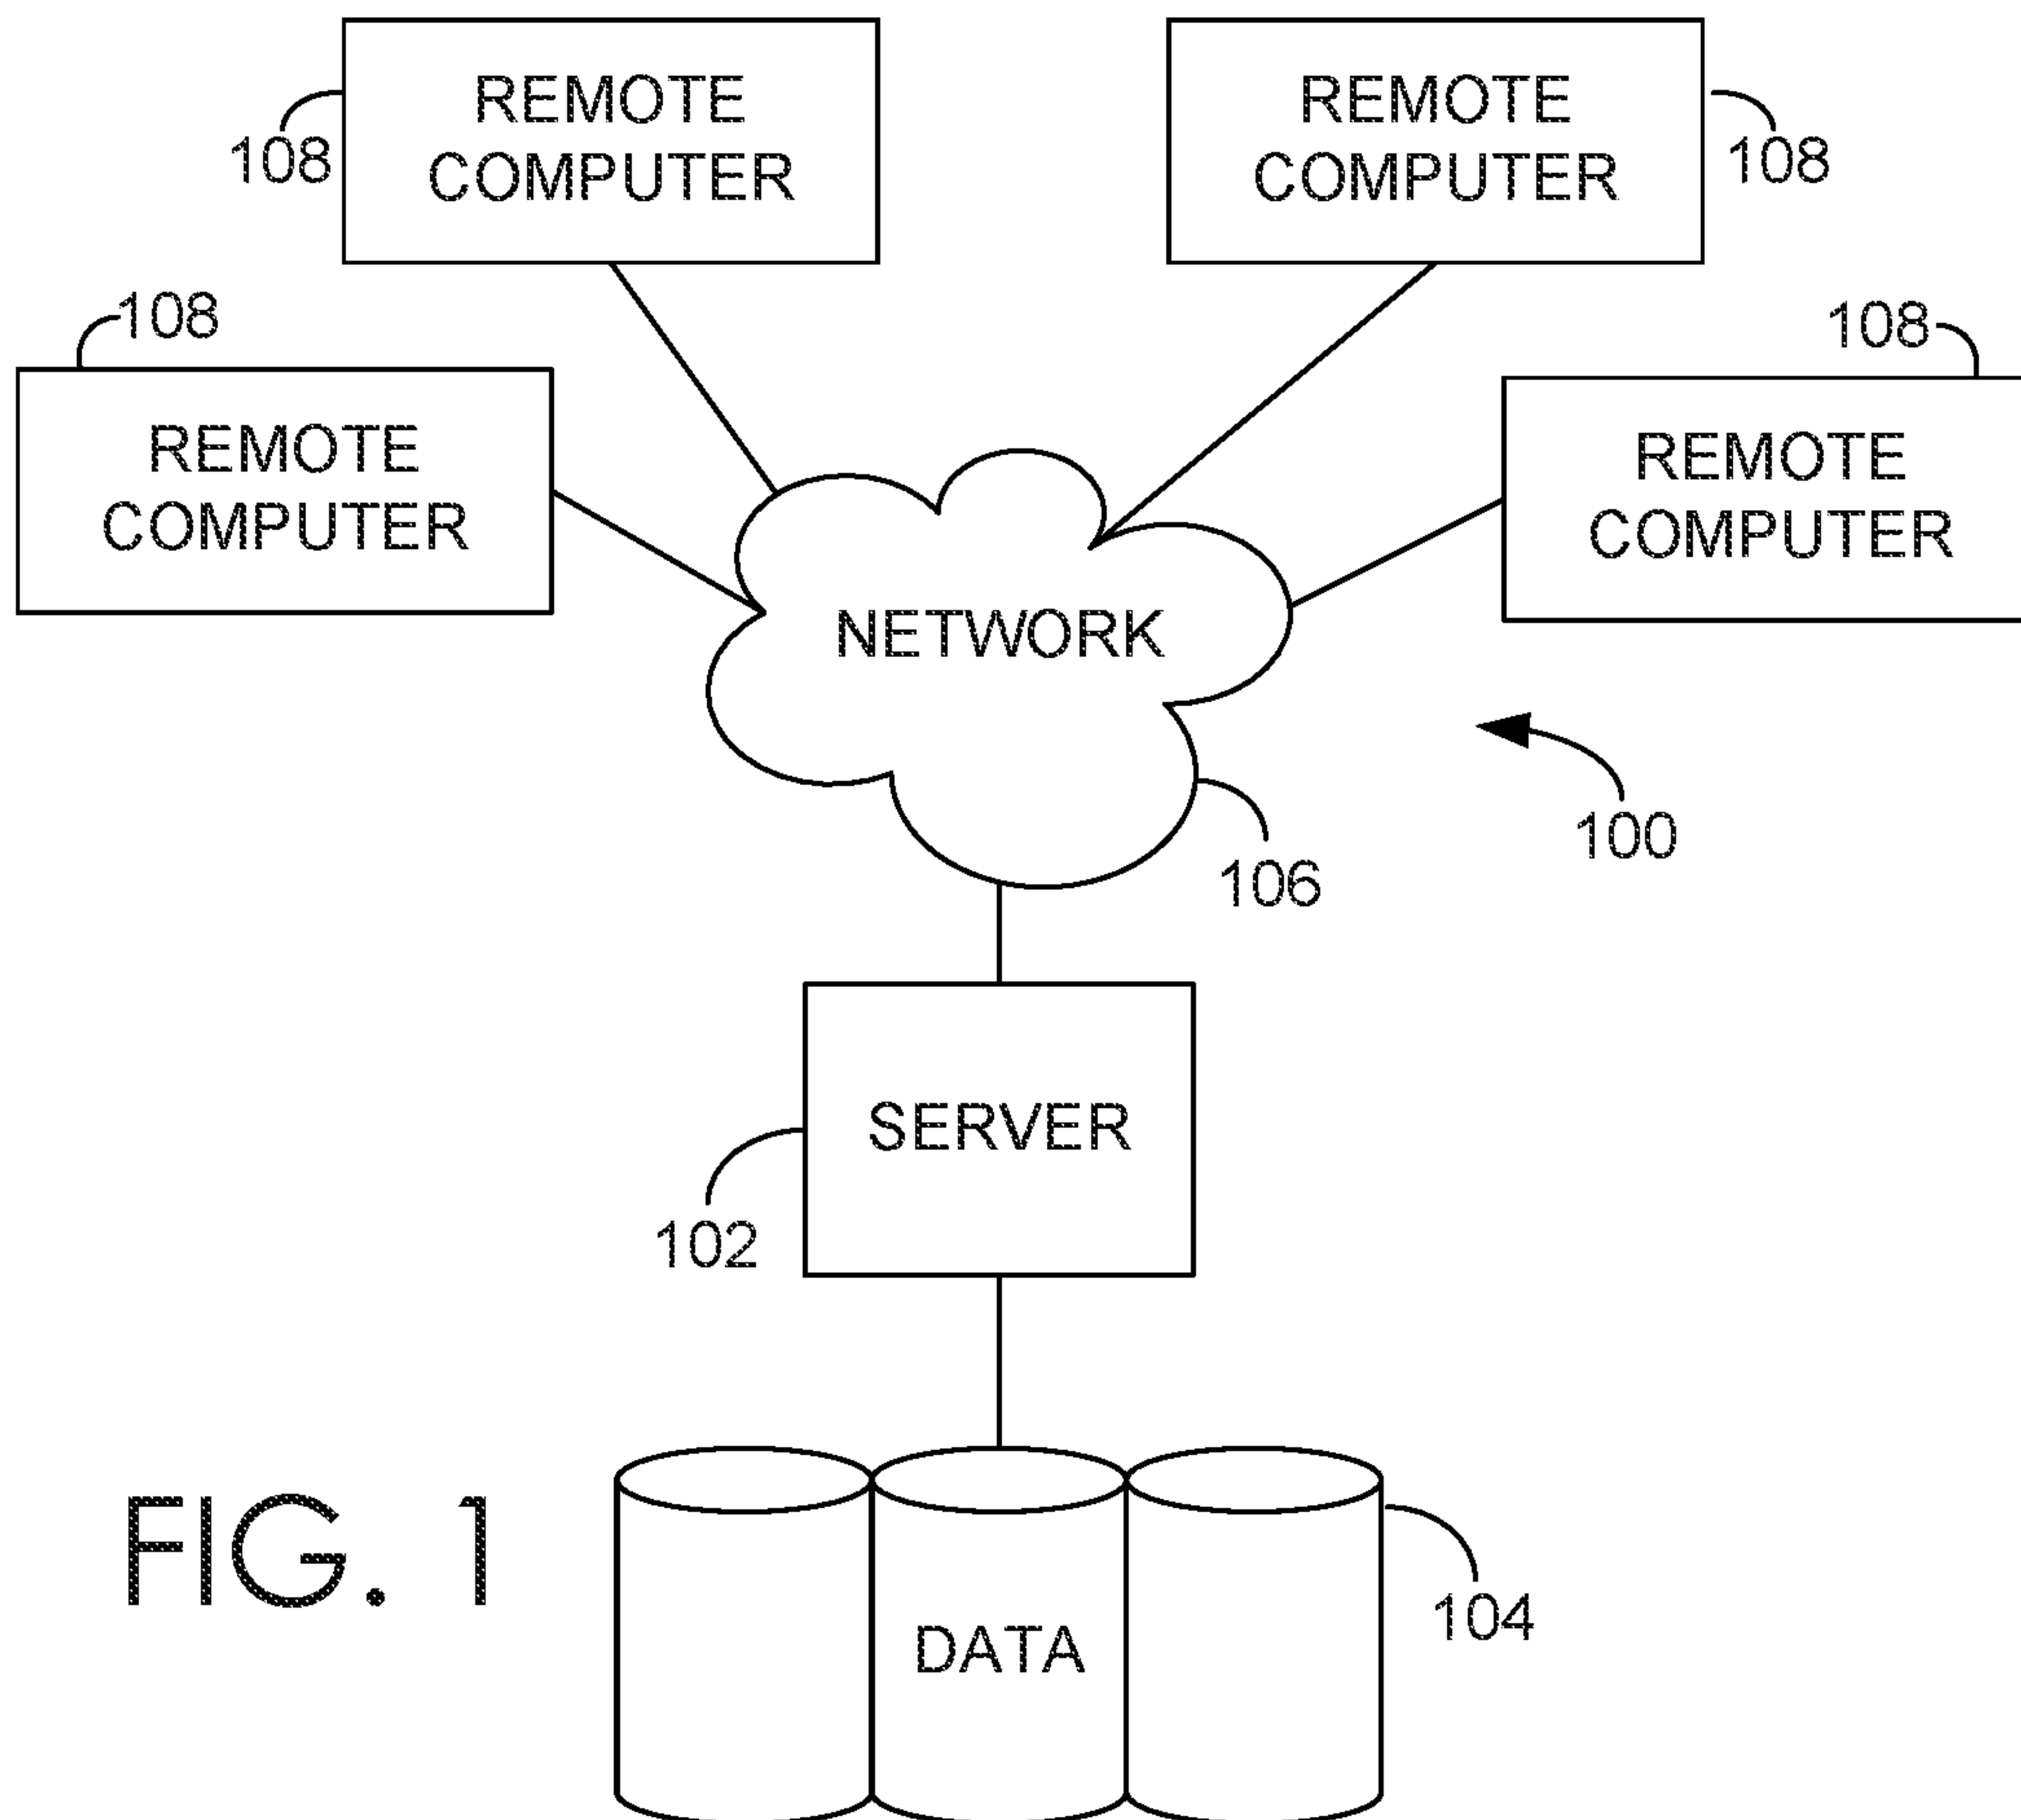 REMOTE
COMPUTER
108
REMOTE
COMPUTER
108
108
REMOTE
COMPUTER
108
REMOTE
COMPUTER
NETWORK
100
106
SERVER
102
FIG. 1
DATA
104